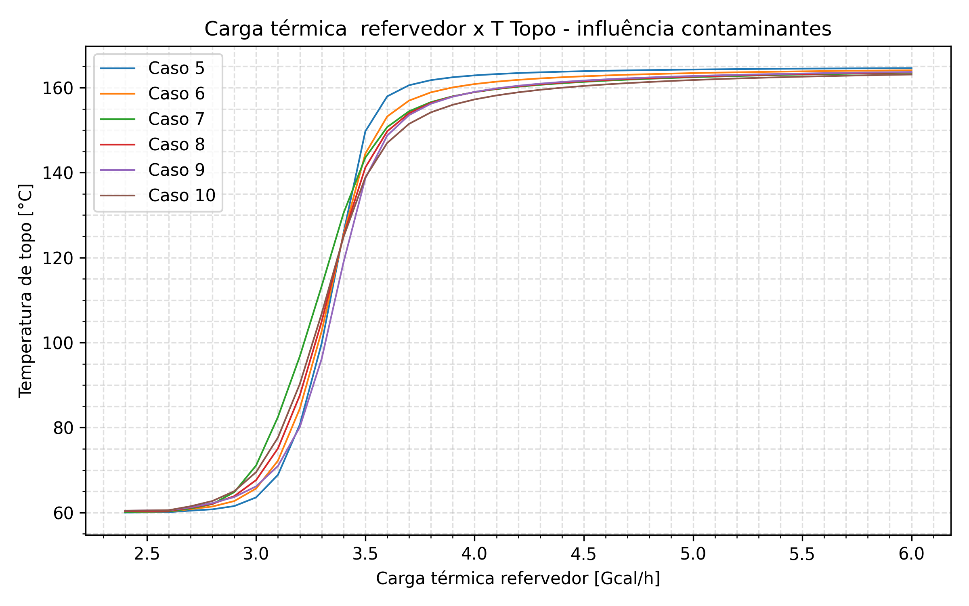 Carga térmica  refervedor x T Topo - influência contaminantes
Caso 5
Caso 6
Caso 7
Caso 8
Caso 9
Caso 10
Temperatura de topo [°C]
160
140
120
100
80
60
2.5 3.0 3.5 4.0 4.5 5.0 5.5 6.0
Carga térmica refervedor [Gcal/h]